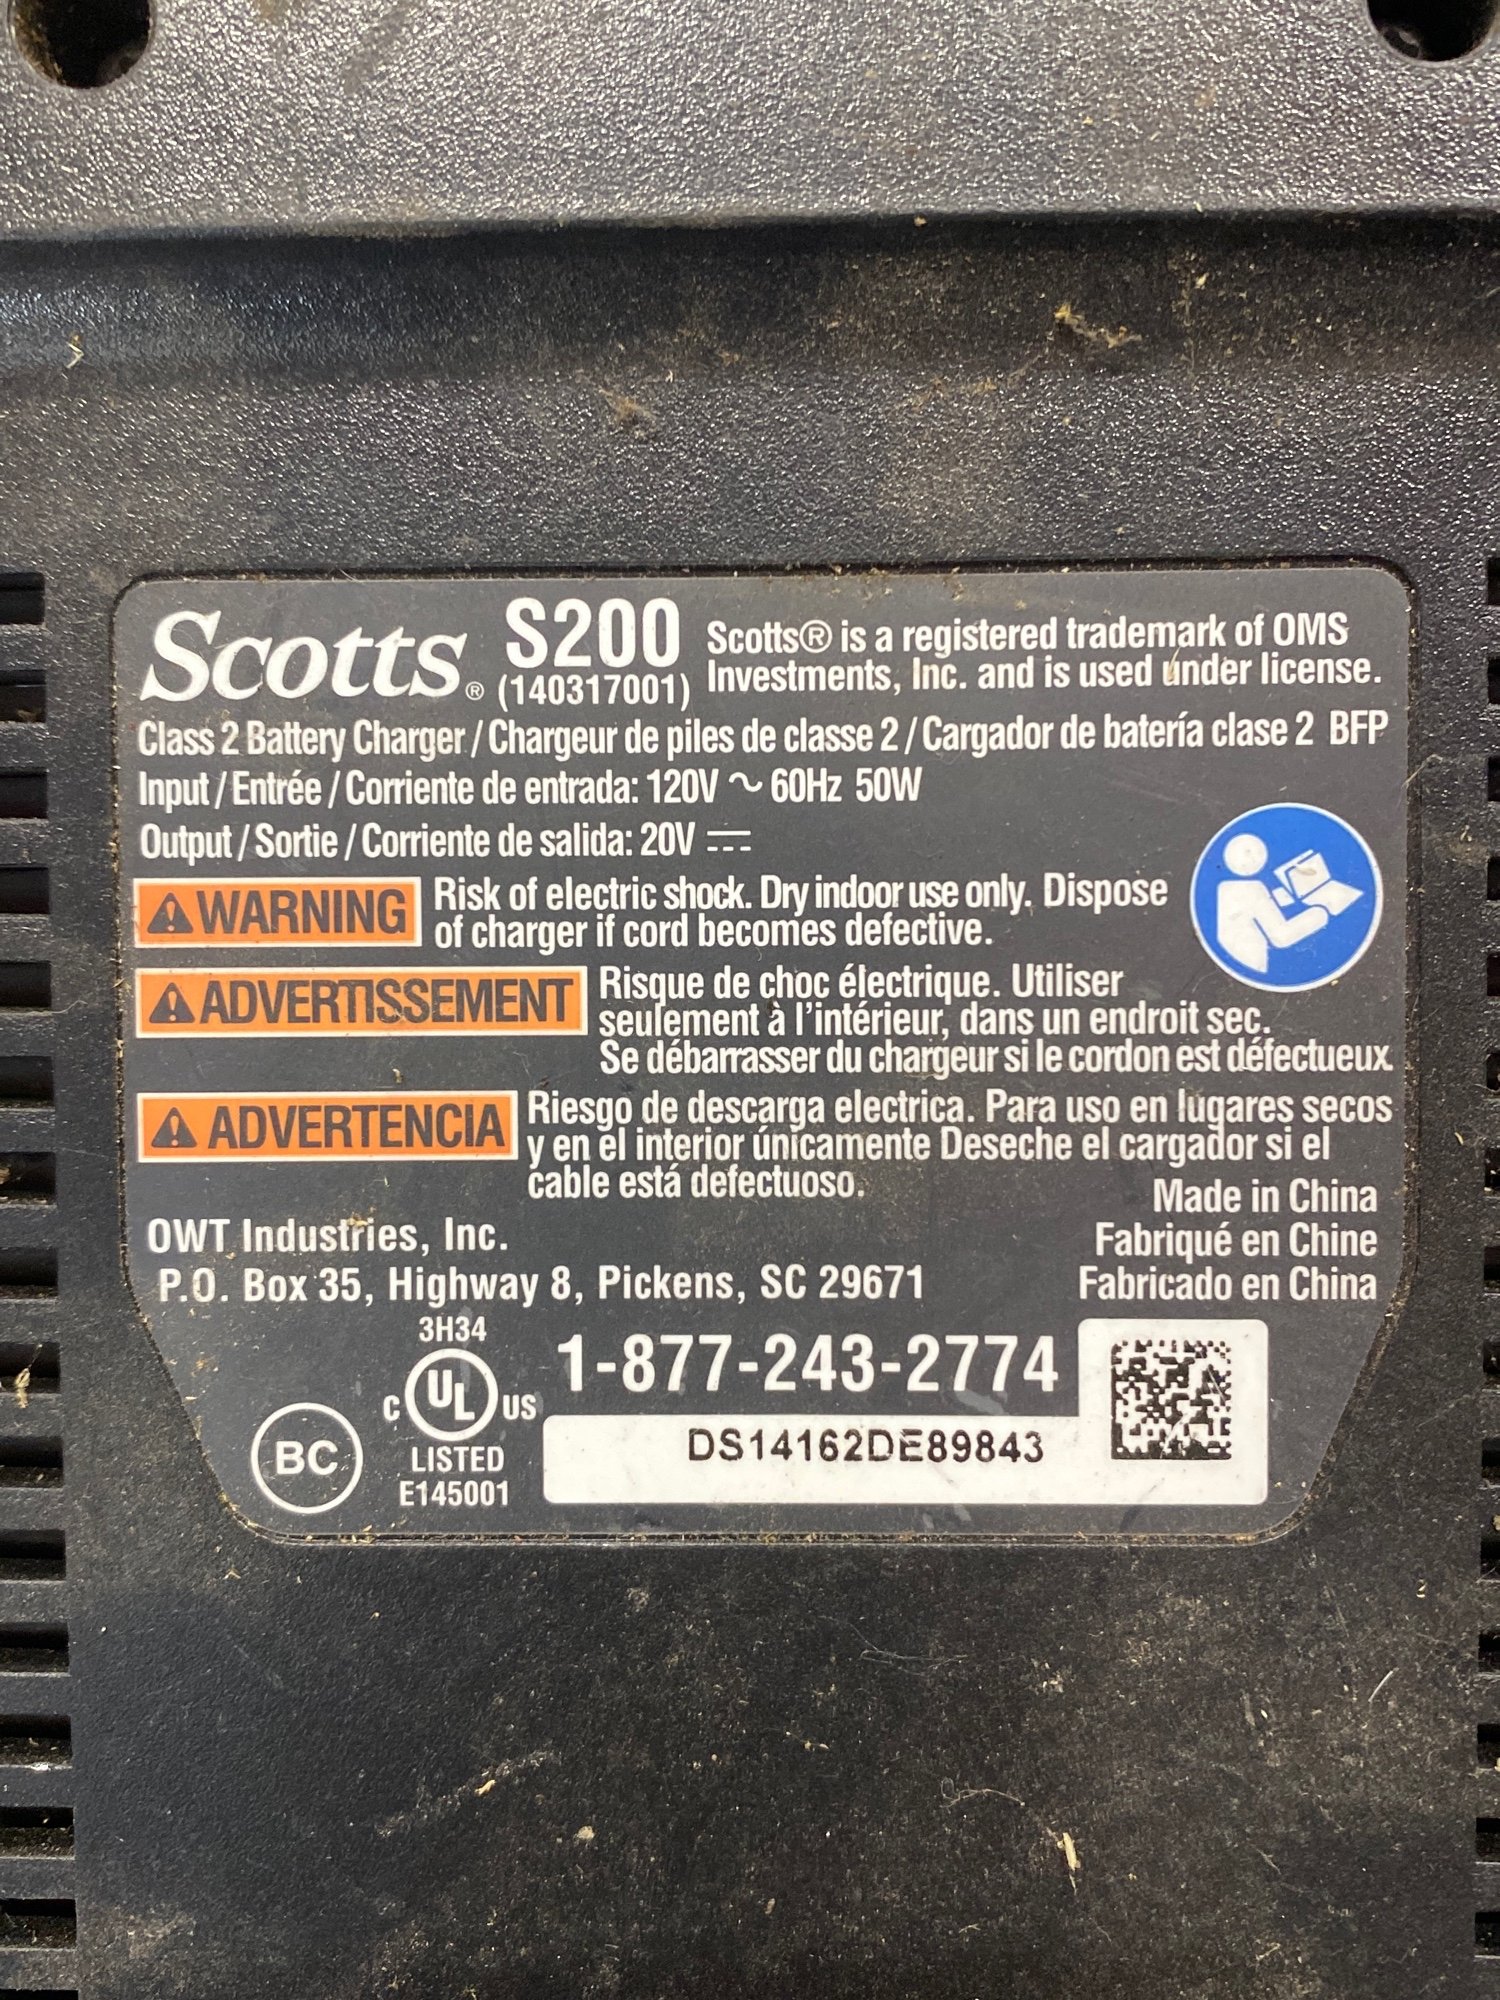 Scotts® S200 Scotts® is a registered trademark of OMS
(140317001) Investments, Inc. and is used under license.
Class 2 Battery Charger / Chargeur de piles de classe 2 / Cargador de batería clase 2 BFP
Input / Entrée / Corriente de entrada: 120V ~ 60Hz 50W
Output / Sortie / Corriente de salida: 20V ⎓
⚠WARNING Risk of electric shock. Dry indoor use only. Dispose
of charger if cord becomes defective.
⚠ADVERTISSEMENT Risque de choc électrique. Utiliser
seulement à l'intérieur, dans un endroit sec.
Se débarrasser du chargeur si le cordon est défectueux
⚠ADVERTENCIA Riesgo de descarga electrica. Para uso en lugares secos
y en el interior únicamente Deseche el cargador si el
cable está defectuoso.
Made in China
OWT Industries, Inc.
Fabriqué en Chine
P.O. Box 35, Highway 8, Pickens, SC 29671
Fabricado en China
3H34
C UL US
LISTED
E145001
BC
1-877-243-2774
DS14162DE89843